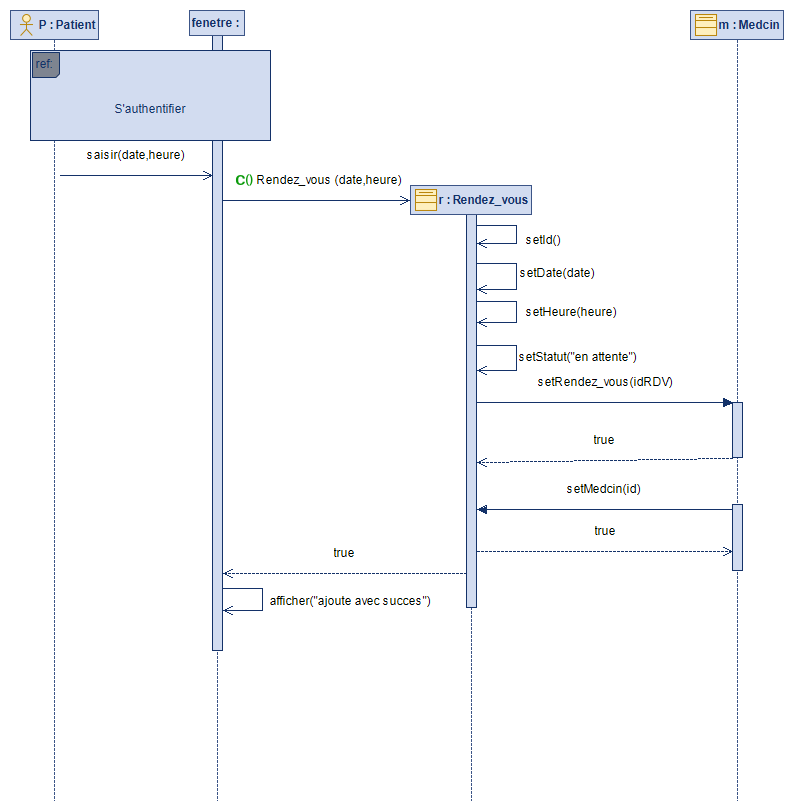 P : Patient
fenetre :
m : Medcin
ref:
S'authentifier
saisir(date,heure)
C() Rendez_vous (date,heure)
r : Rendez_vous
setId()
setDate(date)
setHeure(heure)
setStatut("en attente")
setRendez_vous(idRDV)
true
setMedcin(id)
true
true
afficher("ajoute avec succes")